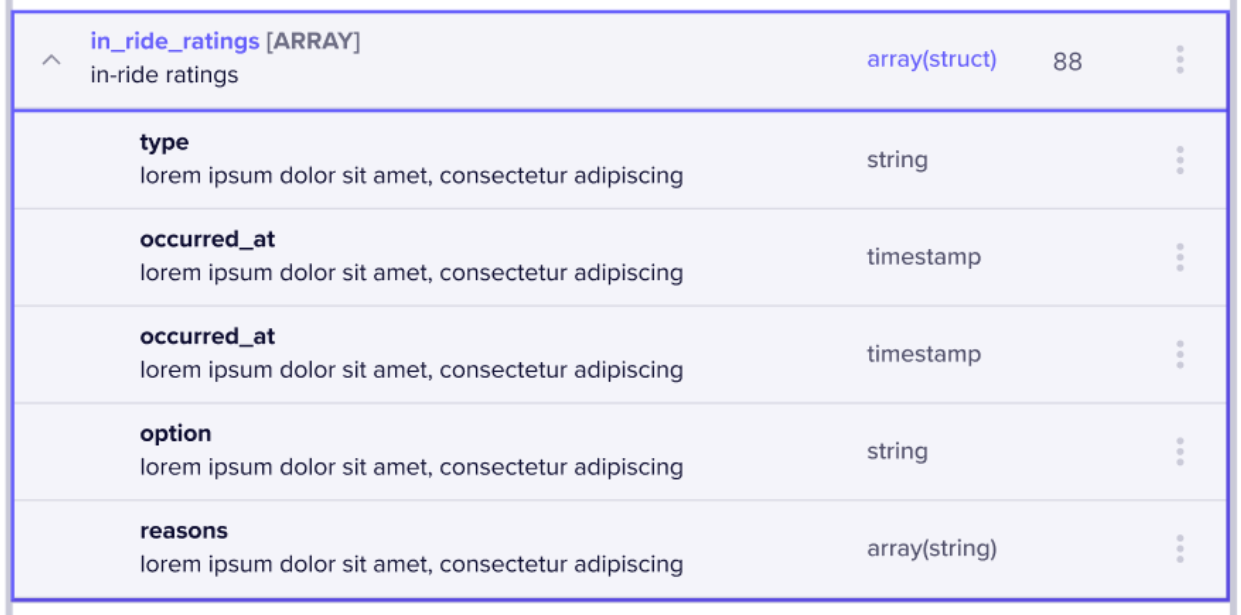 in_ride_ratings [ARRAY]
in-ride ratings
array(struct)
88
type
lorem ipsum dolor sit amet, consectetur adipiscing
string
occurred_at
lorem ipsum dolor sit amet, consectetur adipiscing
timestamp
occurred_at
lorem ipsum dolor sit amet, consectetur adipiscing
timestamp
option
lorem ipsum dolor sit amet, consectetur adipiscing
string
reasons
lorem ipsum dolor sit amet, consectetur adipiscing
array(string)